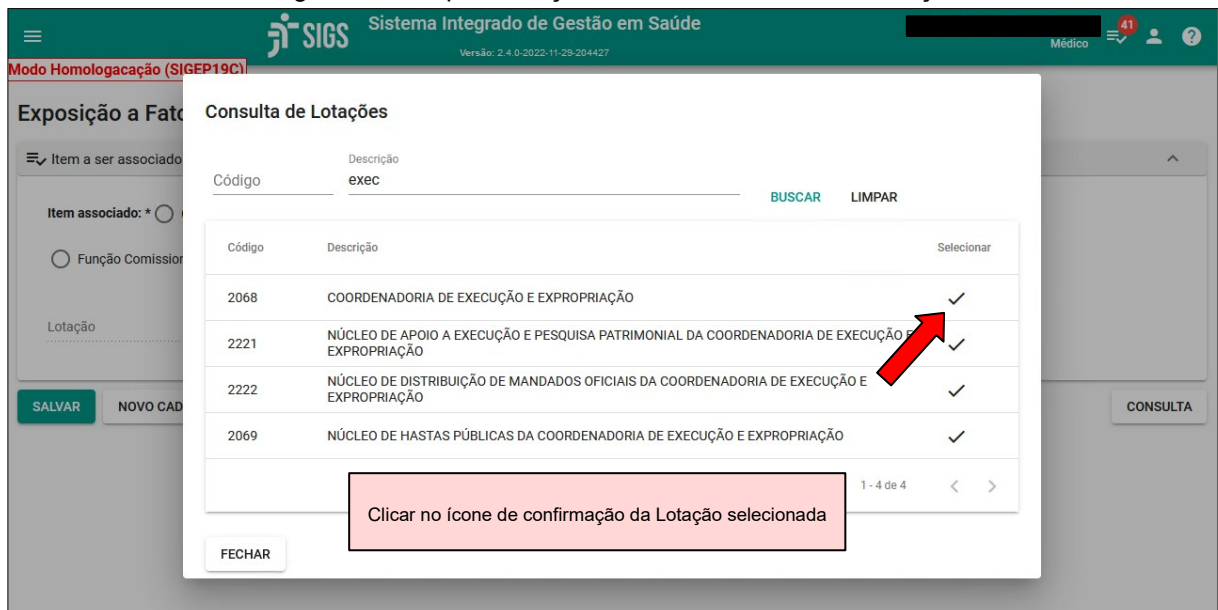 SIGS
Sistema Integrado de Gestão em Saúde
Versão: 2.4.0-2022-11-29-204427
Médico
41
Modo Homologacação (SIGEP19C)
Exposição a Fato
Item a ser associado
Item associado: *
Função Comission
Lotação
SALVAR
NOVO CAD
CONSULTA
Consulta de Lotações
Código
Descrição
exec
BUSCAR
LIMPAR
Código Descrição Selecionar
2068 COORDENADORIA DE EXECUÇÃO E EXPROPRIAÇÃO
2221 NÚCLEO DE APOIO A EXECUÇÃO E PESQUISA PATRIMONIAL DA COORDENADORIA DE EXECUÇÃO E
EXPROPRIAÇÃO
2222 NÚCLEO DE DISTRIBUIÇÃO DE MANDADOS OFICIAIS DA COORDENADORIA DE EXECUÇÃO E
EXPROPRIAÇÃO
2069 NÚCLEO DE HASTAS PÚBLICAS DA COORDENADORIA DE EXECUÇÃO E EXPROPRIAÇÃO
1 - 4 de 4
Clicar no ícone de confirmação da Lotação selecionada
FECHAR